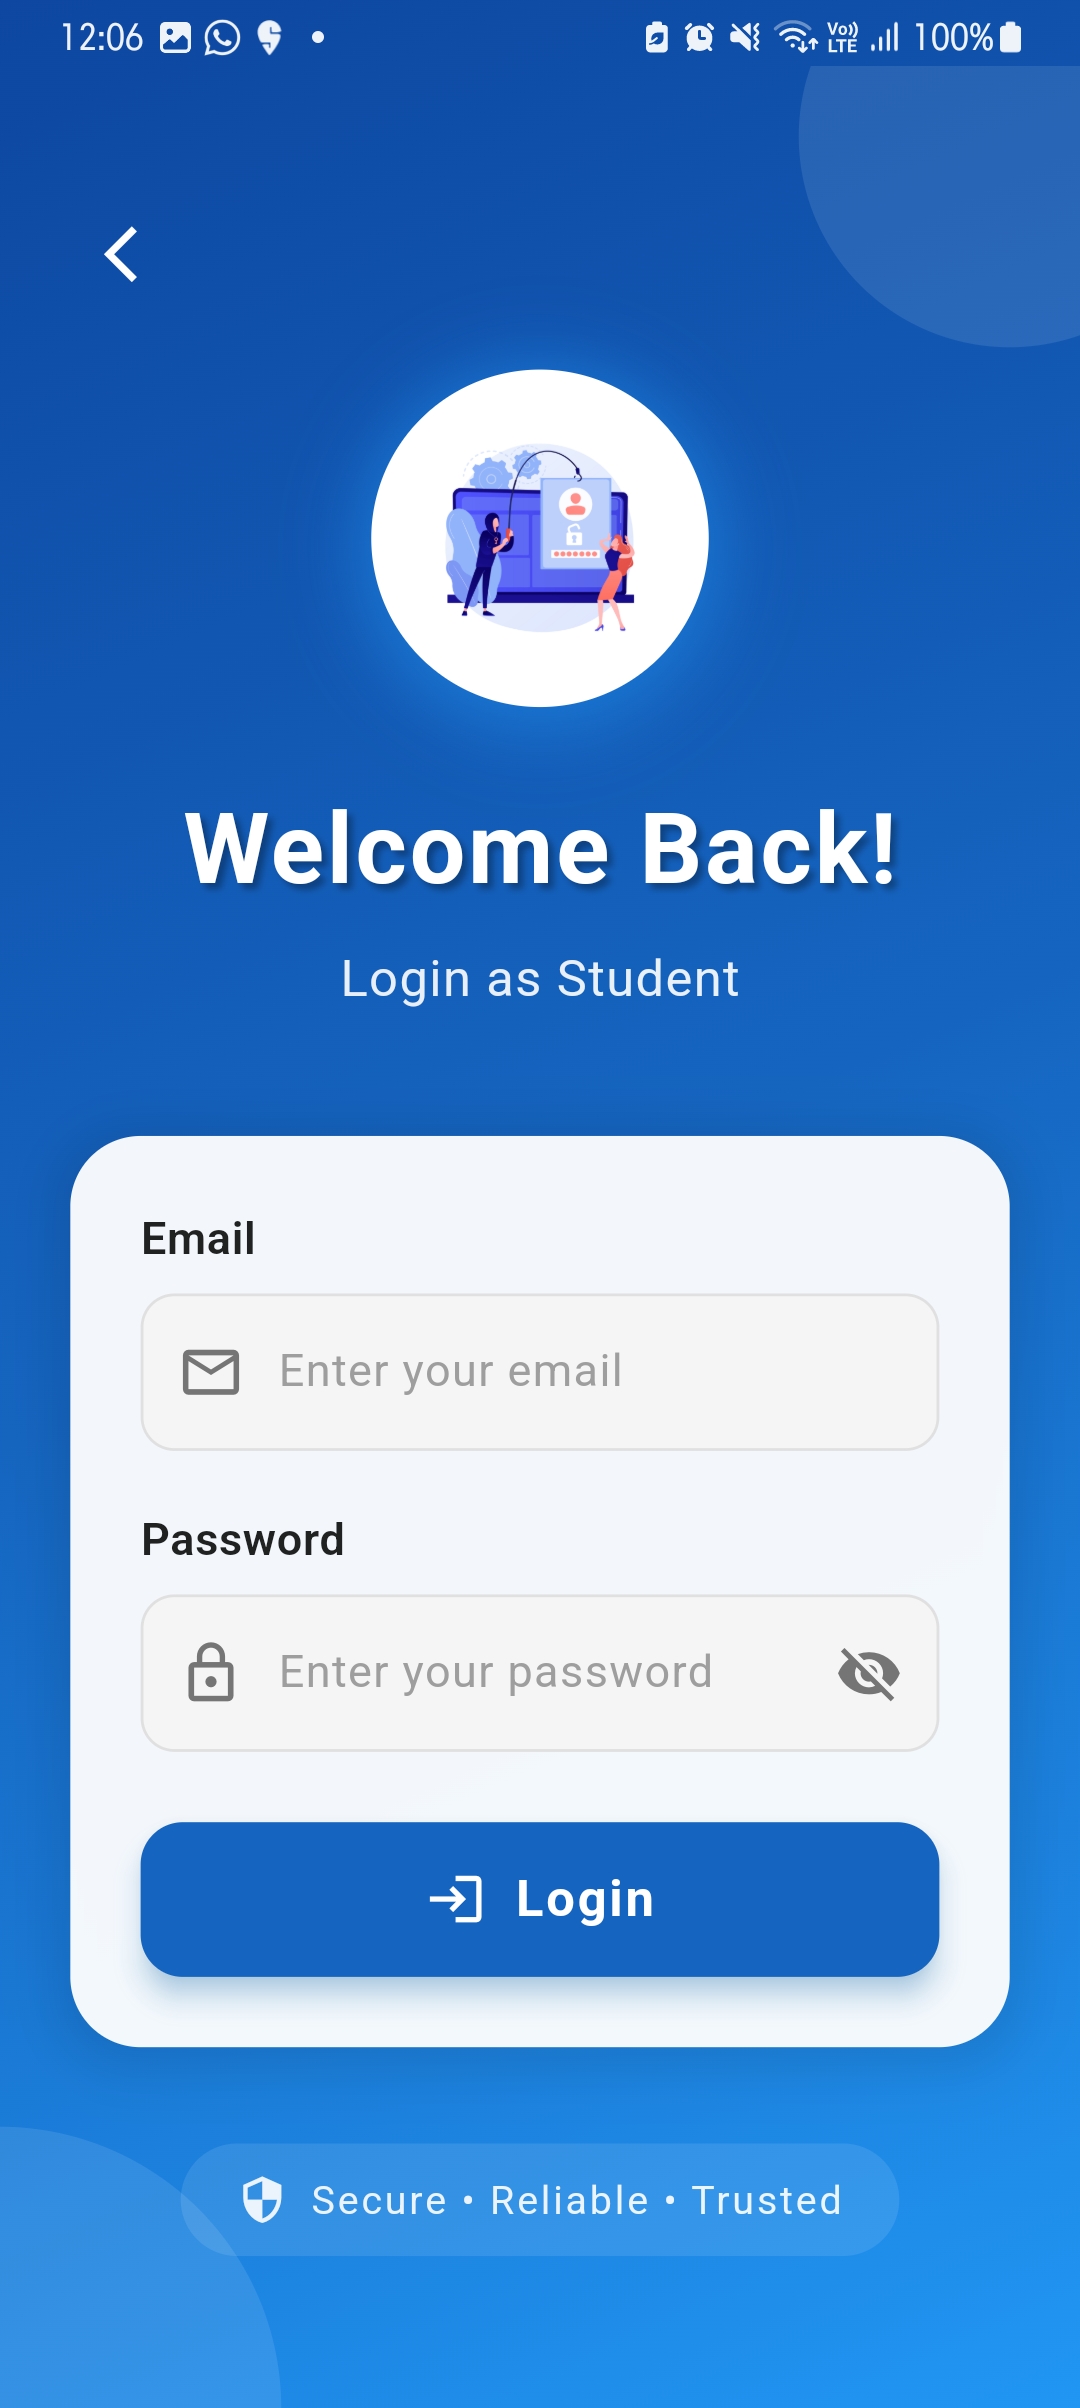 12:06 Vo)) LTE 100%
Welcome Back!
Login as Student
Email
Enter your email
Password
Enter your password
Login
Secure • Reliable • Trusted